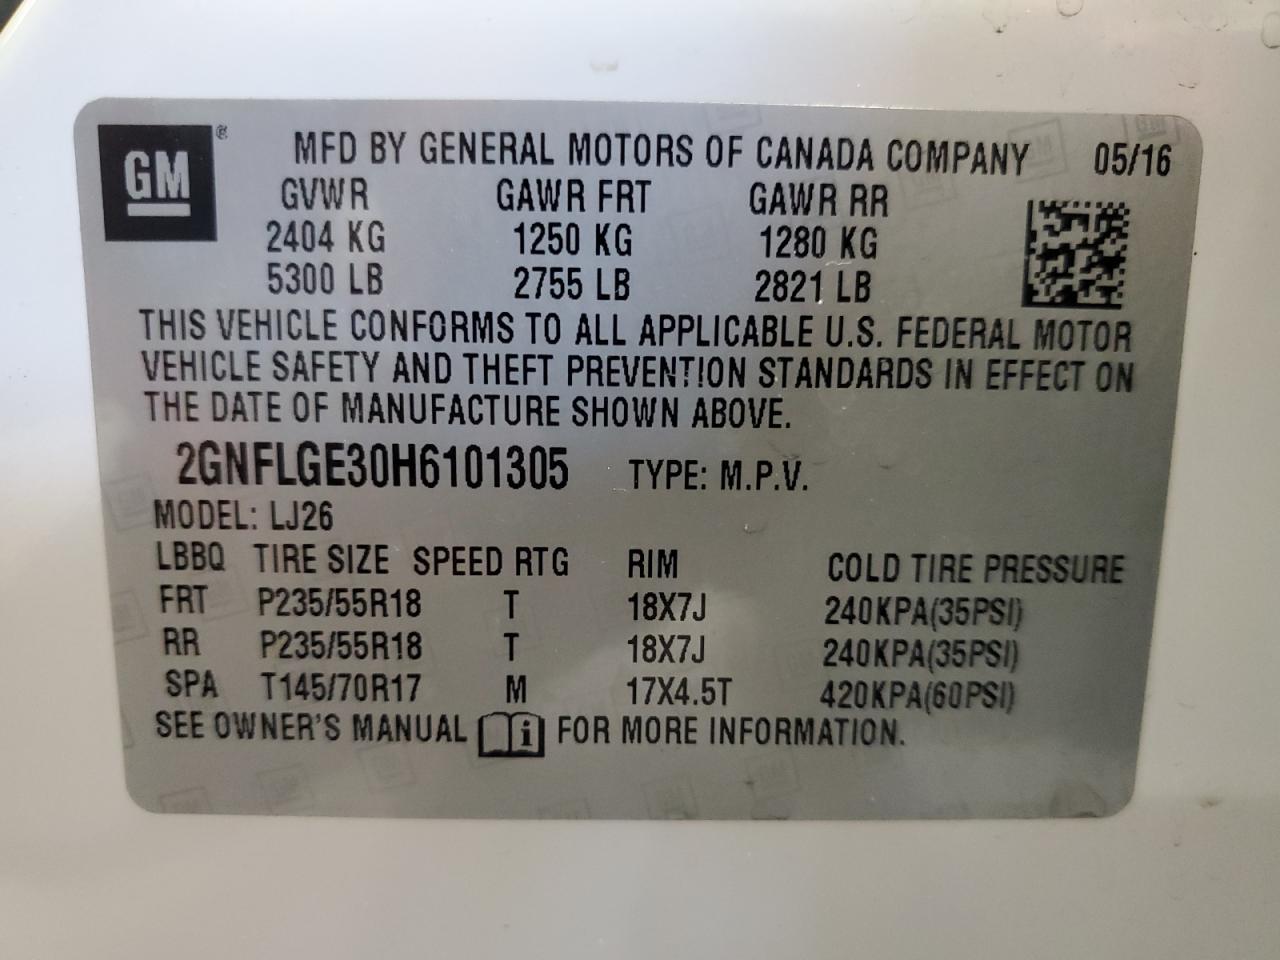 GM ® MFD BY GENERAL MOTORS OF CANADA COMPANY 05/16
GVWR GAWR FRT GAWR RR
2404 KG 1250 KG 1280 KG
5300 LB 2755 LB 2821 LB
THIS VEHICLE CONFORMS TO ALL APPLICABLE U.S. FEDERAL MOTOR
VEHICLE SAFETY AND THEFT PREVENTION STANDARDS IN EFFECT ON
THE DATE OF MANUFACTURE SHOWN ABOVE.
2GNFLGE30H6101305 TYPE: M.P.V.
MODEL: LJ26
LBBQ TIRE SIZE SPEED RTG RIM COLD TIRE PRESSURE
FRT P235/55R18 T 18X7J 240KPA(35PSI)
RR P235/55R18 T 18X7J 240KPA(35PSI)
SPA T145/70R17 M 17X4.5T 420KPA(60PSI)
SEE OWNER'S MANUAL i FOR MORE INFORMATION.